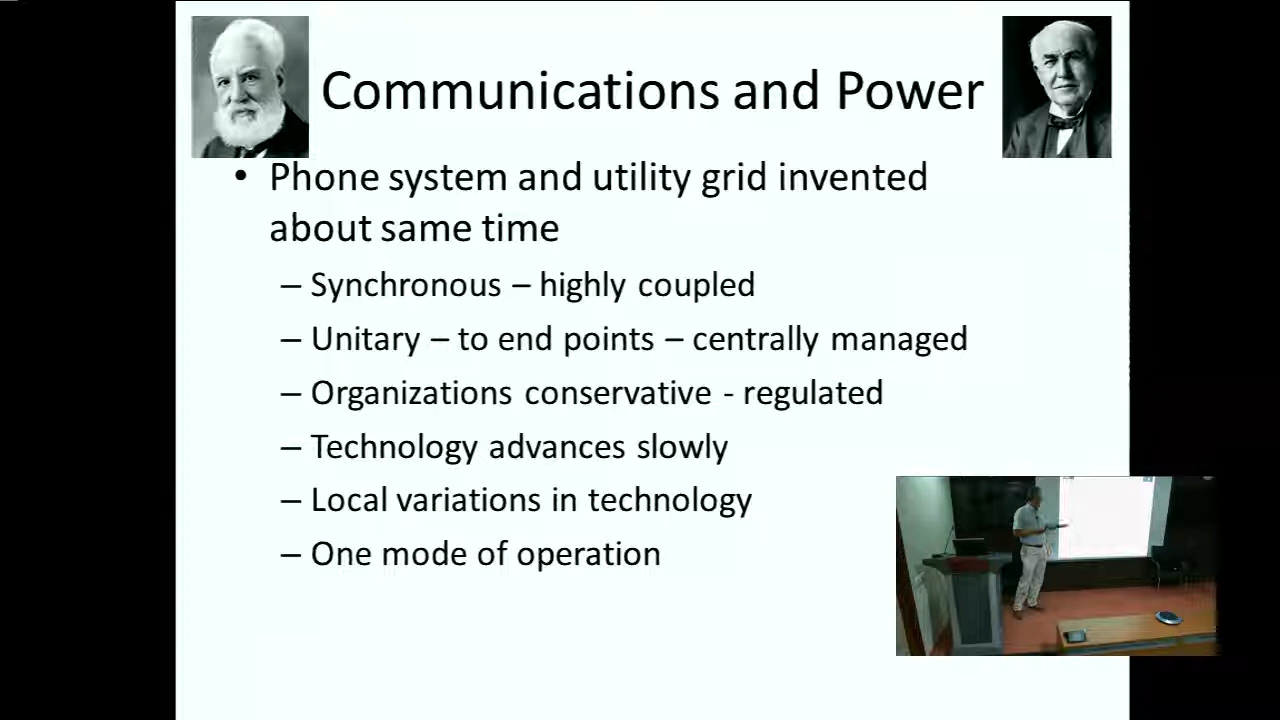 Communications and Power
• Phone system and utility grid invented
about same time
– Synchronous – highly coupled
– Unitary – to end points – centrally managed
– Organizations conservative - regulated
– Technology advances slowly
– Local variations in technology
– One mode of operation